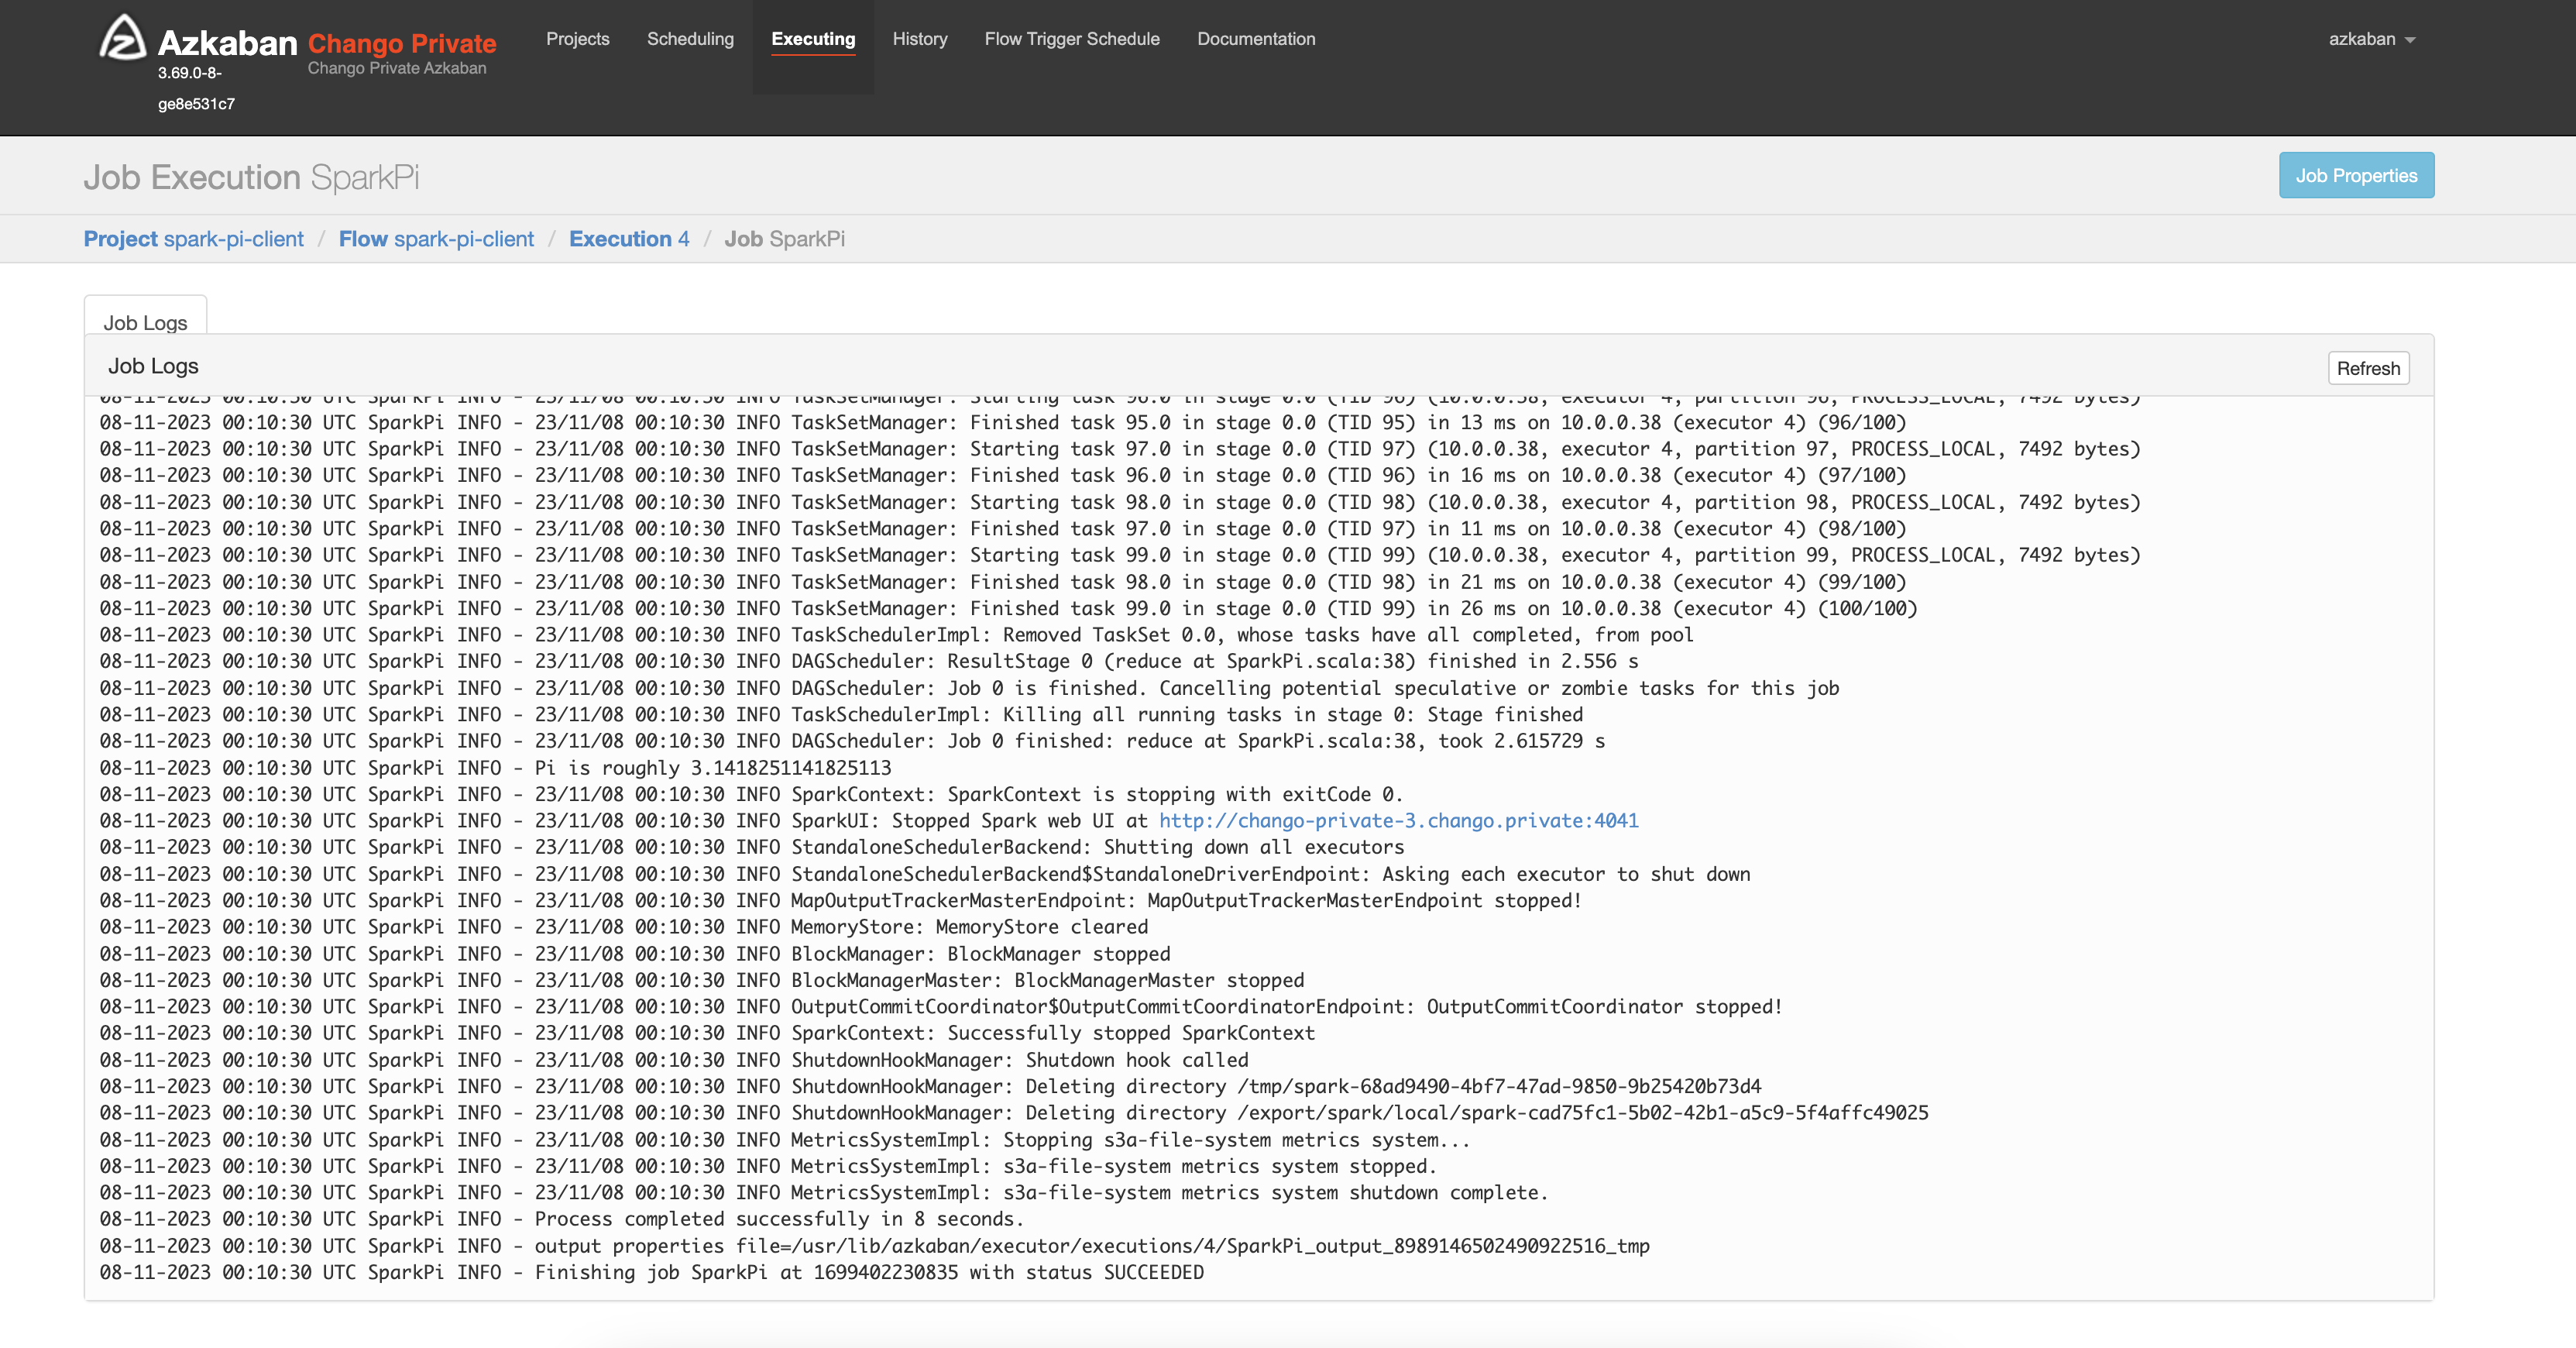 Azkaban Chango Private
3.69.0-8-ge8e531c7
Chango Private Azkaban
Projects
Scheduling
Executing
History
Flow Trigger Schedule
Documentation
azkaban
Job Execution SparkPi
Job Properties
Project spark-pi-client / Flow spark-pi-client / Execution 4 / Job SparkPi
Job Logs
Job Logs
Refresh
08-11-2023 00:10:30 UTC SparkPi INFO - 23/11/08 00:10:30 INFO TaskSetManager: Starting task 96.0 in stage 0.0 (TID 96) (10.0.0.38, executor 4, partition 96, PROCESS_LOCAL, 7492 bytes)
08-11-2023 00:10:30 UTC SparkPi INFO - 23/11/08 00:10:30 INFO TaskSetManager: Finished task 95.0 in stage 0.0 (TID 95) in 13 ms on 10.0.0.38 (executor 4) (96/100)
08-11-2023 00:10:30 UTC SparkPi INFO - 23/11/08 00:10:30 INFO TaskSetManager: Starting task 97.0 in stage 0.0 (TID 97) (10.0.0.38, executor 4, partition 97, PROCESS_LOCAL, 7492 bytes)
08-11-2023 00:10:30 UTC SparkPi INFO - 23/11/08 00:10:30 INFO TaskSetManager: Finished task 96.0 in stage 0.0 (TID 96) in 16 ms on 10.0.0.38 (executor 4) (97/100)
08-11-2023 00:10:30 UTC SparkPi INFO - 23/11/08 00:10:30 INFO TaskSetManager: Starting task 98.0 in stage 0.0 (TID 98) (10.0.0.38, executor 4, partition 98, PROCESS_LOCAL, 7492 bytes)
08-11-2023 00:10:30 UTC SparkPi INFO - 23/11/08 00:10:30 INFO TaskSetManager: Finished task 97.0 in stage 0.0 (TID 97) in 11 ms on 10.0.0.38 (executor 4) (98/100)
08-11-2023 00:10:30 UTC SparkPi INFO - 23/11/08 00:10:30 INFO TaskSetManager: Starting task 99.0 in stage 0.0 (TID 99) (10.0.0.38, executor 4, partition 99, PROCESS_LOCAL, 7492 bytes)
08-11-2023 00:10:30 UTC SparkPi INFO - 23/11/08 00:10:30 INFO TaskSetManager: Finished task 98.0 in stage 0.0 (TID 98) in 21 ms on 10.0.0.38 (executor 4) (99/100)
08-11-2023 00:10:30 UTC SparkPi INFO - 23/11/08 00:10:30 INFO TaskSetManager: Finished task 99.0 in stage 0.0 (TID 99) in 26 ms on 10.0.0.38 (executor 4) (100/100)
08-11-2023 00:10:30 UTC SparkPi INFO - 23/11/08 00:10:30 INFO TaskSchedulerImpl: Removed TaskSet 0.0, whose tasks have all completed, from pool
08-11-2023 00:10:30 UTC SparkPi INFO - 23/11/08 00:10:30 INFO DAGScheduler: ResultStage 0 (reduce at SparkPi.scala:38) finished in 2.556 s
08-11-2023 00:10:30 UTC SparkPi INFO - 23/11/08 00:10:30 INFO DAGScheduler: Job 0 is finished. Cancelling potential speculative or zombie tasks for this job
08-11-2023 00:10:30 UTC SparkPi INFO - 23/11/08 00:10:30 INFO TaskSchedulerImpl: Killing all running tasks in stage 0: Stage finished
08-11-2023 00:10:30 UTC SparkPi INFO - 23/11/08 00:10:30 INFO DAGScheduler: Job 0 finished: reduce at SparkPi.scala:38, took 2.615729 s
08-11-2023 00:10:30 UTC SparkPi INFO - Pi is roughly 3.1418251141825113
08-11-2023 00:10:30 UTC SparkPi INFO - 23/11/08 00:10:30 INFO SparkContext: SparkContext is stopping with exitCode 0.
08-11-2023 00:10:30 UTC SparkPi INFO - 23/11/08 00:10:30 INFO SparkUI: Stopped Spark web UI at http://chango-private-3.chango.private:4041
08-11-2023 00:10:30 UTC SparkPi INFO - 23/11/08 00:10:30 INFO StandaloneSchedulerBackend: Shutting down all executors
08-11-2023 00:10:30 UTC SparkPi INFO - 23/11/08 00:10:30 INFO StandaloneSchedulerBackend$StandaloneDriverEndpoint: Asking each executor to shut down
08-11-2023 00:10:30 UTC SparkPi INFO - 23/11/08 00:10:30 INFO MapOutputTrackerMasterEndpoint: MapOutputTrackerMasterEndpoint stopped!
08-11-2023 00:10:30 UTC SparkPi INFO - 23/11/08 00:10:30 INFO MemoryStore: MemoryStore cleared
08-11-2023 00:10:30 UTC SparkPi INFO - 23/11/08 00:10:30 INFO BlockManager: BlockManager stopped
08-11-2023 00:10:30 UTC SparkPi INFO - 23/11/08 00:10:30 INFO BlockManagerMaster: BlockManagerMaster stopped
08-11-2023 00:10:30 UTC SparkPi INFO - 23/11/08 00:10:30 INFO OutputCommitCoordinator$OutputCommitCoordinatorEndpoint: OutputCommitCoordinator stopped!
08-11-2023 00:10:30 UTC SparkPi INFO - 23/11/08 00:10:30 INFO SparkContext: Successfully stopped SparkContext
08-11-2023 00:10:30 UTC SparkPi INFO - 23/11/08 00:10:30 INFO ShutdownHookManager: Shutdown hook called
08-11-2023 00:10:30 UTC SparkPi INFO - 23/11/08 00:10:30 INFO ShutdownHookManager: Deleting directory /tmp/spark-68ad9490-4bf7-47ad-9850-9b25420b73d4
08-11-2023 00:10:30 UTC SparkPi INFO - 23/11/08 00:10:30 INFO ShutdownHookManager: Deleting directory /export/spark/local/spark-cad75fc1-5b02-42b1-a5c9-5f4affc49025
08-11-2023 00:10:30 UTC SparkPi INFO - 23/11/08 00:10:30 INFO MetricsSystemImpl: Stopping s3a-file-system metrics system...
08-11-2023 00:10:30 UTC SparkPi INFO - 23/11/08 00:10:30 INFO MetricsSystemImpl: s3a-file-system metrics system stopped.
08-11-2023 00:10:30 UTC SparkPi INFO - 23/11/08 00:10:30 INFO MetricsSystemImpl: s3a-file-system metrics system shutdown complete.
08-11-2023 00:10:30 UTC SparkPi INFO - Process completed successfully in 8 seconds.
08-11-2023 00:10:30 UTC SparkPi INFO - output properties file=/usr/lib/azkaban/executor/executions/4/SparkPi_output_8989146502490922516_tmp
08-11-2023 00:10:30 UTC SparkPi INFO - Finishing job SparkPi at 1699402230835 with status SUCCEEDED